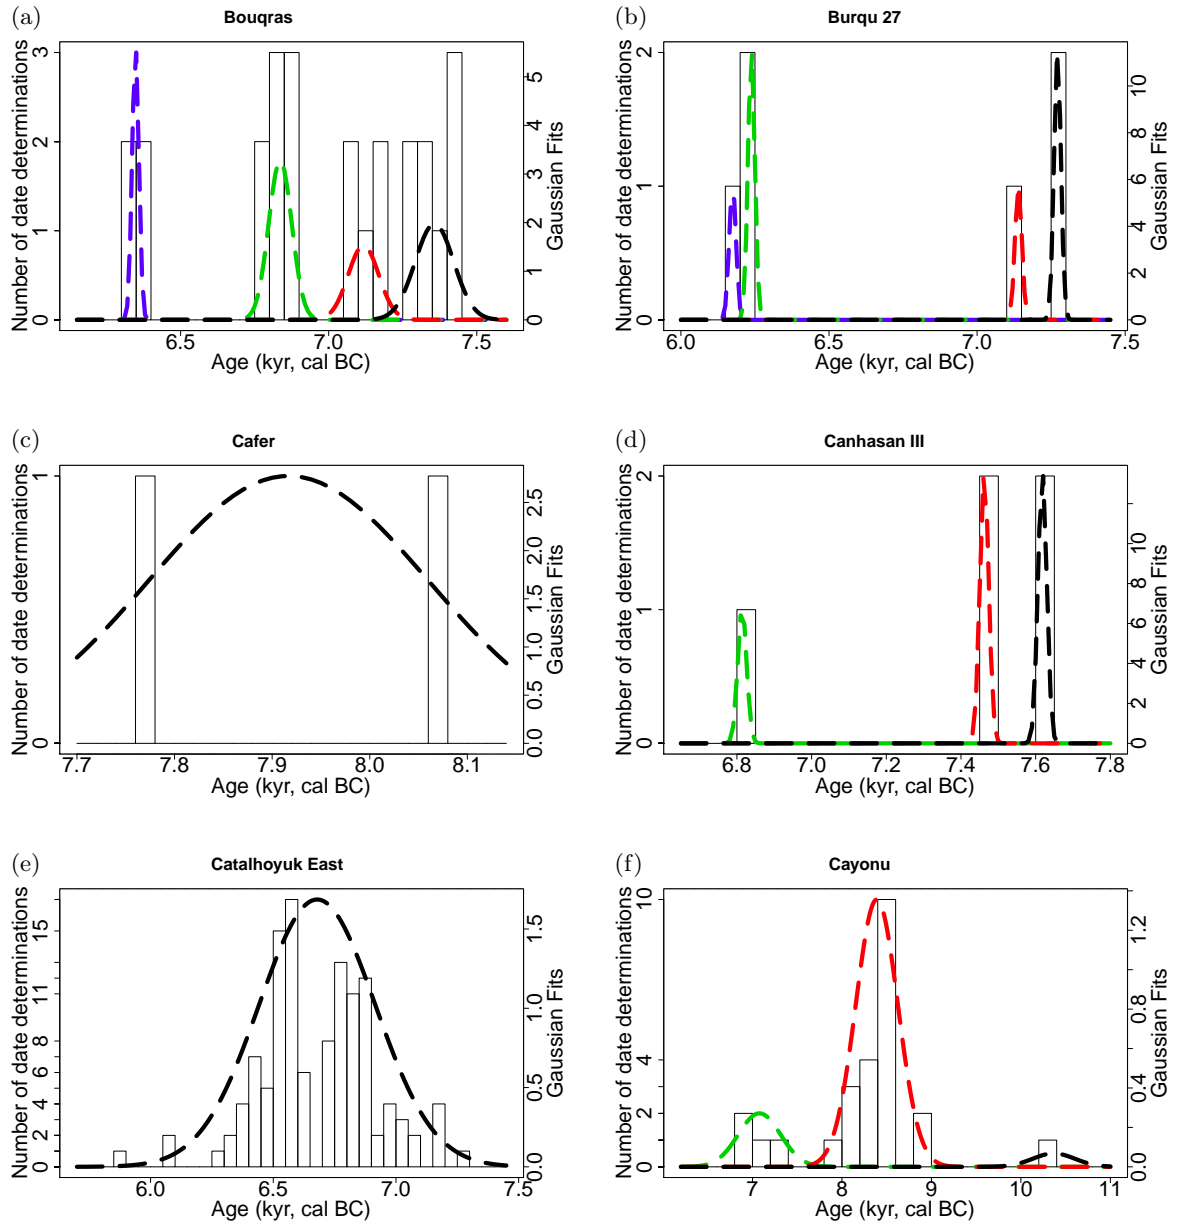 (a)
Bouqras
Number of date determinations
0 1 2 3
6.5 7.0 7.5
Age (kyr, cal BC)
0 1 2 3 4 5
Gaussian Fits
(b)
Burqu 27
Number of date determinations
0 1 2
6.0 6.5 7.0 7.5
Age (kyr, cal BC)
0 2 4 6 8 10
Gaussian Fits
(c)
Cafer
Number of date determinations
0 1
7.7 7.8 7.9 8.0 8.1
Age (kyr, cal BC)
0.0 0.5 1.0 1.5 2.0 2.5
Gaussian Fits
(d)
Canhasan III
Number of date determinations
0 1 2
6.8 7.0 7.2 7.4 7.6 7.8
Age (kyr, cal BC)
0 2 4 6 8 10
Gaussian Fits
(e)
Catalhoyuk East
Number of date determinations
0 2 4 6 8 11 15
6.0 6.5 7.0 7.5
Age (kyr, cal BC)
0.0 0.5 1.0 1.5
Gaussian Fits
(f)
Cayonu
Number of date determinations
0 2 4 10
7 8 9 10 11
Age (kyr, cal BC)
0.0 0.4 0.8 1.2
Gaussian Fits